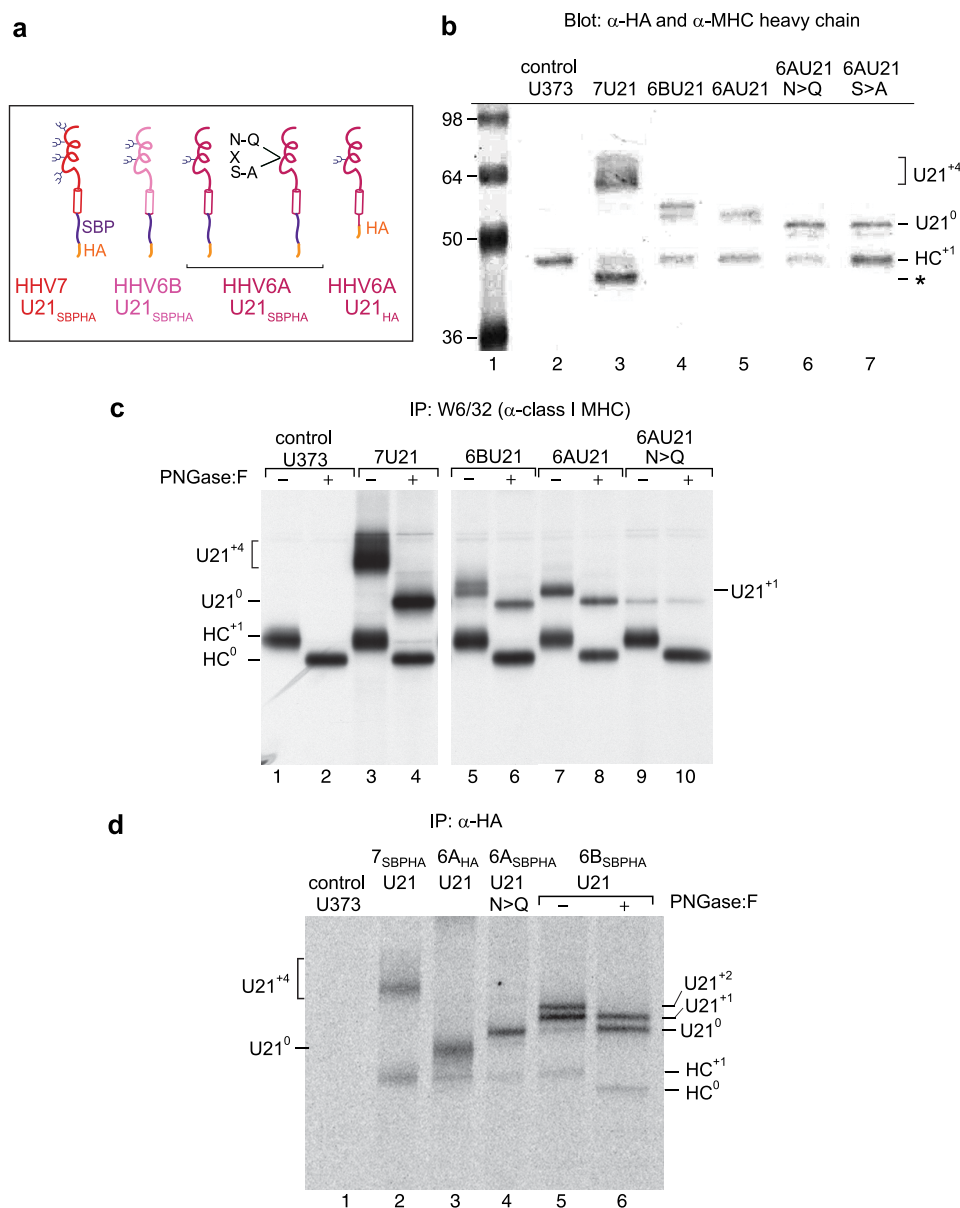 a
N-Q
X
S-A
SBP
HA
HA
HHV7
U21SBPHA
HHV6B
U21SBPHA
HHV6A
U21SBPHA
HHV6A
U21HA
b
Blot: α-HA and α-MHC heavy chain
control
U373
7U21
6BU21
6AU21
6AU21
N>Q
6AU21
S>A
98
64
50
36
U21+4
U210
HC+1
*
1 2 3 4 5 6 7
c
IP: W6/32 (α-class I MHC)
control
U373
7U21
6BU21
6AU21
6AU21
N>Q
PNGase:F − + − + − + − + − +
U21+4
U210
HC+1
HC0
U21+1
1 2 3 4 5 6 7 8 9 10
d
IP: α-HA
control
U373
7SBPHA
U21
6AHA
U21
6ASBPHA
U21
N>Q
6BSBPHA
U21
− + PNGase:F
U21+4
U210
U21+2
U21+1
U210
HC+1
HC0
1 2 3 4 5 6